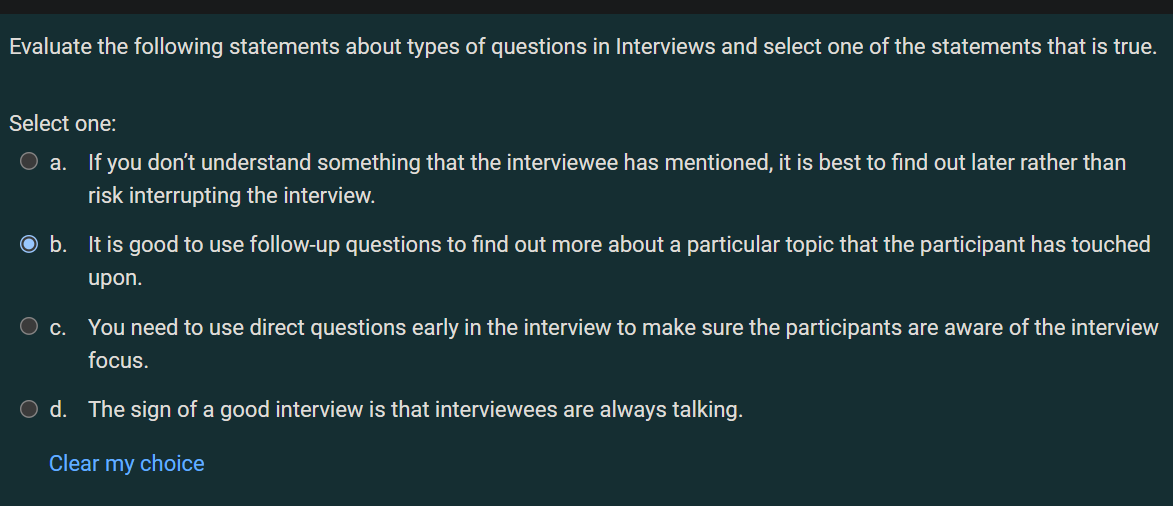 Evaluate the following statements about types of questions in Interviews and select one of the statements that is true.
Select one:
a. If you don't understand something that the interviewee has mentioned, it is best to find out later rather than
risk interrupting the interview.
b. It is good to use follow-up questions to find out more about a particular topic that the participant has touched
upon.
c. You need to use direct questions early in the interview to make sure the participants are aware of the interview
focus.
d. The sign of a good interview is that interviewees are always talking.
Clear my choice